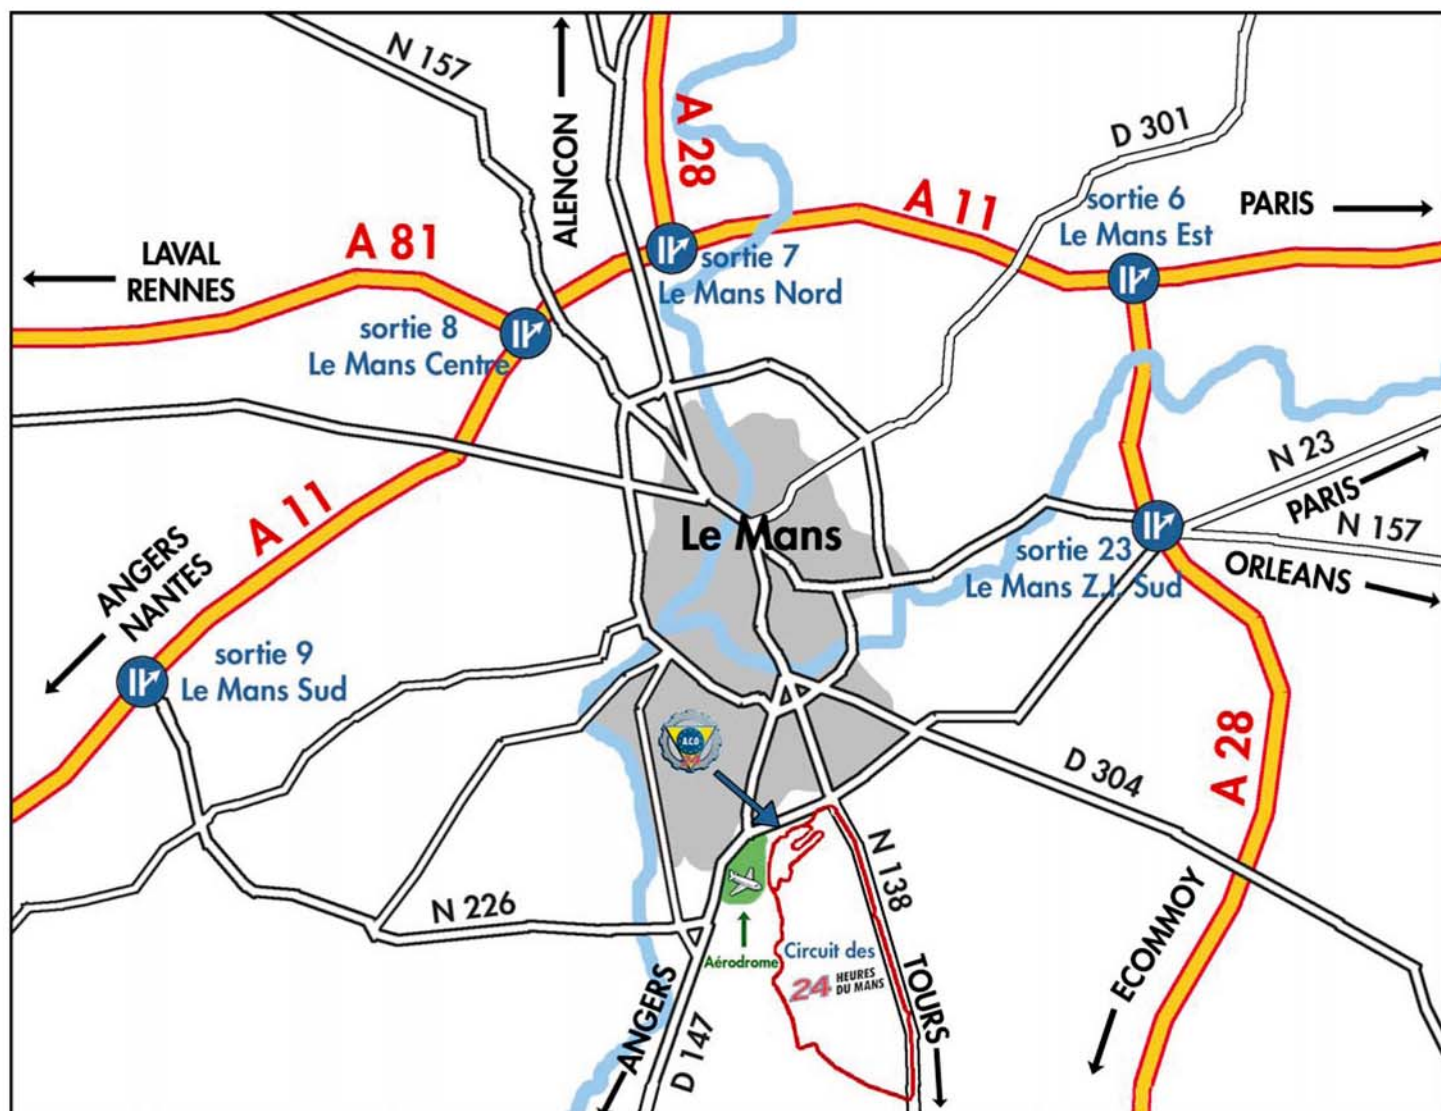 N 157
ALENCON
A 28
D 301
A 11
sortie 6
Le Mans Est
PARIS
LAVAL
RENNES
A 81
sortie 7
Le Mans Nord
sortie 8
Le Mans Centre
N 23
PARIS
N 157
ORLEANS
A 11
Le Mans
sortie 23
Le Mans Z.I. Sud
ANGERS
NANTES
sortie 9
Le Mans Sud
A.C.O
24
A 28
D 304
N 138
N 226
ECOMMOY
Aérodrome
Circuit des
24 HEURES
DU MANS
TOURS
ANGERS
D 147